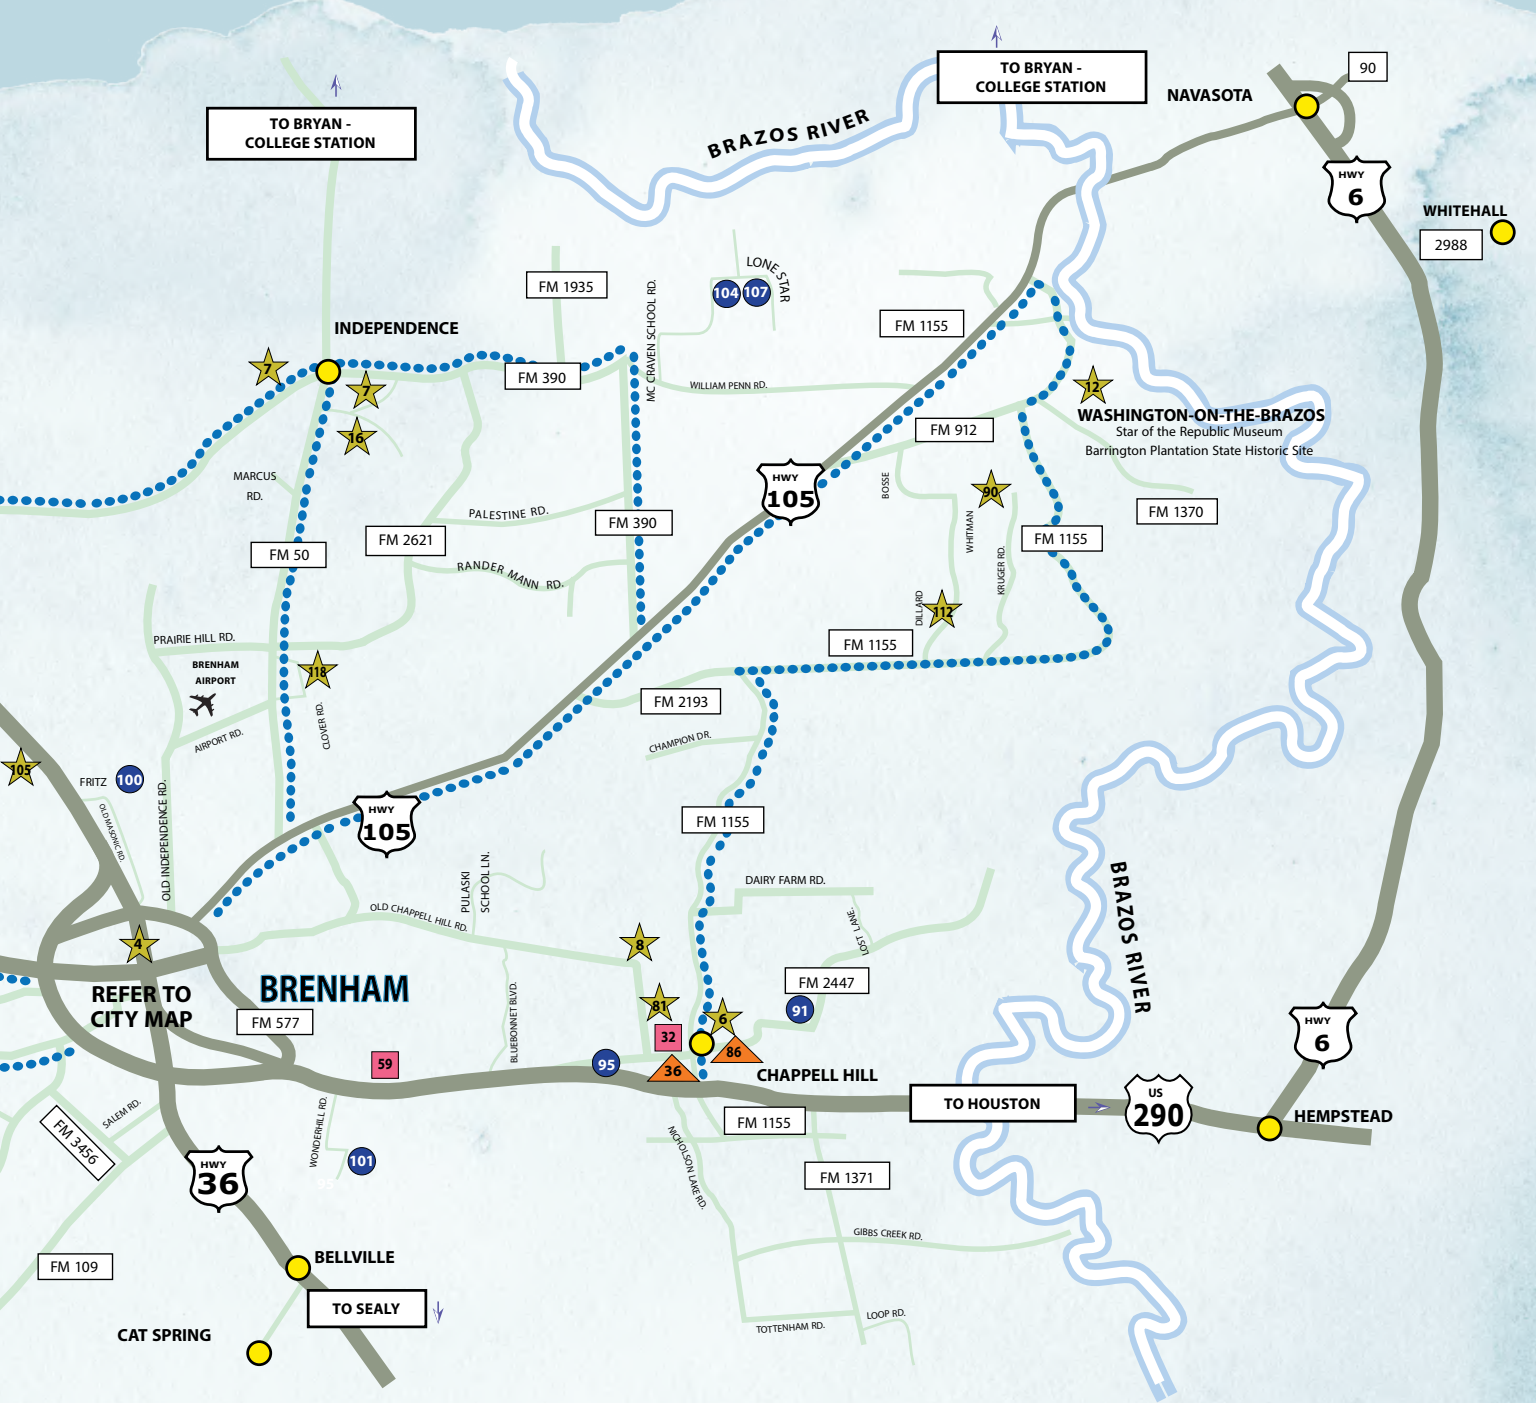 TO BRYAN -
COLLEGE STATION
TO BRYAN -
COLLEGE STATION
NAVASOTA
90
BRAZOS RIVER
HWY
6
WHITEHALL
2988
LONE STAR
104
107
FM 1935
MC CRAVEN SCHOOL RD.
INDEPENDENCE
FM 1155
7
7
FM 390
WILLIAM PENN RD.
12
WASHINGTON-ON-THE-BRAZOS
Star of the Republic Museum
Barrington Plantation State Historic Site
16
FM 912
MARCUS
RD.
HWY
105
BOSSE
90
FM 1370
PALESTINE RD.
FM 390
WHITMAN
FM 1155
FM 2621
FM 50
RANDER MANN RD.
KRUGER RD.
DILLARD
112
PRAIRIE HILL RD.
FM 1155
BRENHAM
AIRPORT
118
FM 2193
CLOVER RD.
AIRPORT RD.
CHAMPION DR.
105
FRITZ
100
OLD MASONIC RD.
OLD INDEPENDENCE RD.
HWY
105
FM 1155
PULASKI
SCHOOL LN.
DAIRY FARM RD.
OLD CHAPPELL HILL RD.
LOST LANE.
BRAZOS RIVER
4
8
BRENHAM
REFER TO
CITY MAP
FM 577
FM 2447
BLUEBONNET BLVD.
81
6
91
32
86
59
95
36
CHAPPELL HILL
HWY
6
TO HOUSTON
US
290
HEMPSTEAD
FM 1155
SALEM RD.
FM 3456
WONDERHILL RD.
101
95
NICHOLSON LAKE RD.
FM 1371
HWY
36
GIBBS CREEK RD.
BELLVILLE
FM 109
TO SEALY
LOOP RD.
TOTTENHAM RD.
CAT SPRING